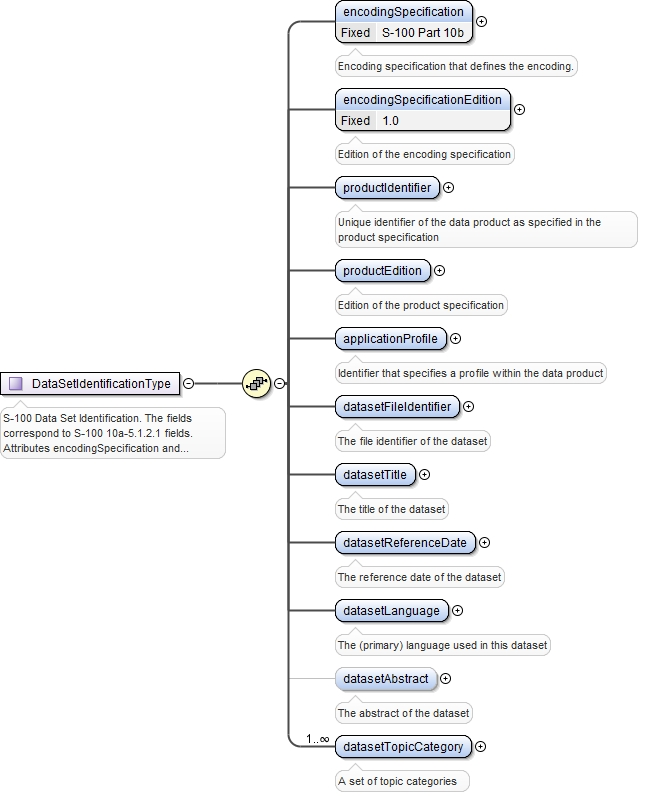 encodingSpecification
Fixed S-100 Part 10b
Encoding specification that defines the encoding.
encodingSpecificationEdition
Fixed 1.0
Edition of the encoding specification
productIdentifier
Unique identifier of the data product as specified in the
product specification
productEdition
Edition of the product specification
applicationProfile
Identifier that specifies a profile within the data product
DataSetIdentificationType
S-100 Data Set Identification. The fields
correspond to S-100 10a-5.1.2.1 fields.
Attributes encodingSpecification and...
datasetFileIdentifier
The file identifier of the dataset
datasetTitle
The title of the dataset
datasetReferenceDate
The reference date of the dataset
datasetLanguage
The (primary) language used in this dataset
datasetAbstract
The abstract of the dataset
1..∞
datasetTopicCategory
A set of topic categories